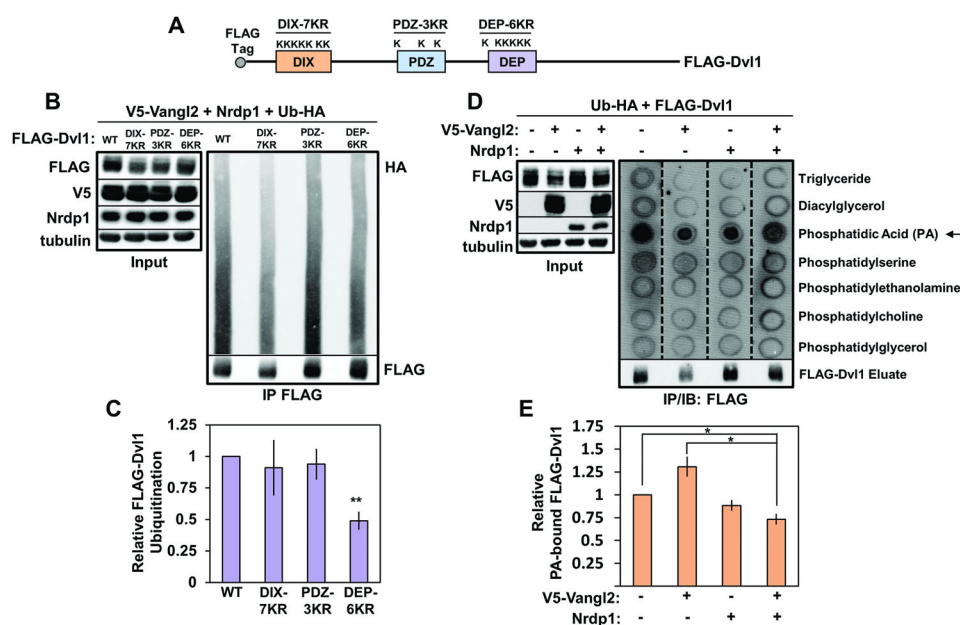 A
FLAG
Tag
DIX-7KR
KKKKK KK
DIX
PDZ-3KR
K K K
PDZ
DEP-6KR
K KKKKK
DEP
FLAG-Dvl1
B
V5-Vangl2 + Nrdp1 + Ub-HA
FLAG-Dvl1: WT DIX-7KR PDZ-3KR DEP-6KR WT DIX-7KR PDZ-3KR DEP-6KR
FLAG
V5
Nrdp1
tubulin
Input
HA
FLAG
IP FLAG
C
Relative FLAG-Dvl1
Ubiquitination
1.25
1
0.75
0.5
0.25
0
**
WT DIX-7KR PDZ-3KR DEP-6KR
D
Ub-HA + FLAG-Dvl1
V5-Vangl2: - + - + - + - +
Nrdp1: - - + + - - + +
FLAG
V5
Nrdp1
tubulin
Input
Triglyceride
Diacylglycerol
Phosphatidic Acid (PA) ←
Phosphatidylserine
Phosphatidylethanolamine
Phosphatidylcholine
Phosphatidylglycerol
FLAG-Dvl1 Eluate
IP/IB: FLAG
E
Relative
PA-bound FLAG-Dvl1
1.75
1.5
1.25
1
0.75
0.5
0.25
0
*
*
V5-Vangl2: - + - +
Nrdp1: - - + +